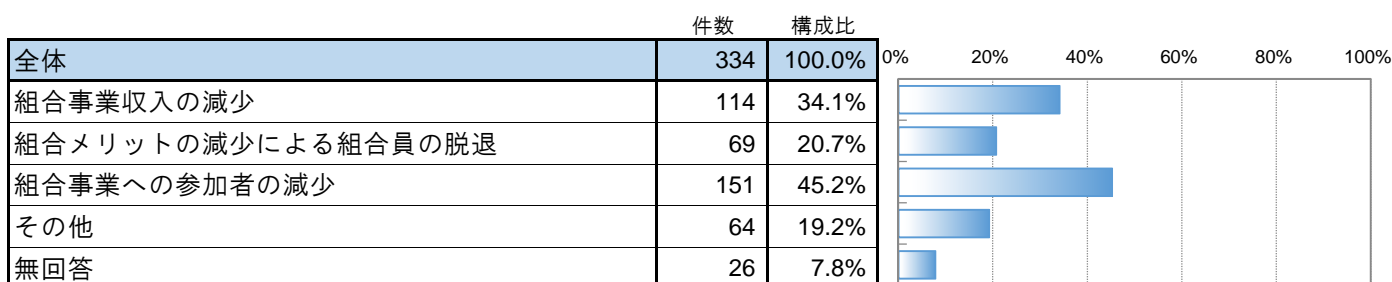 件数 構成比
全体 334 100.0% 0% 20% 40% 60% 80% 100%
組合事業収入の減少 114 34.1%
組合メリットの減少による組合員の脱退 69 20.7%
組合事業への参加者の減少 151 45.2%
その他 64 19.2%
無回答 26 7.8%